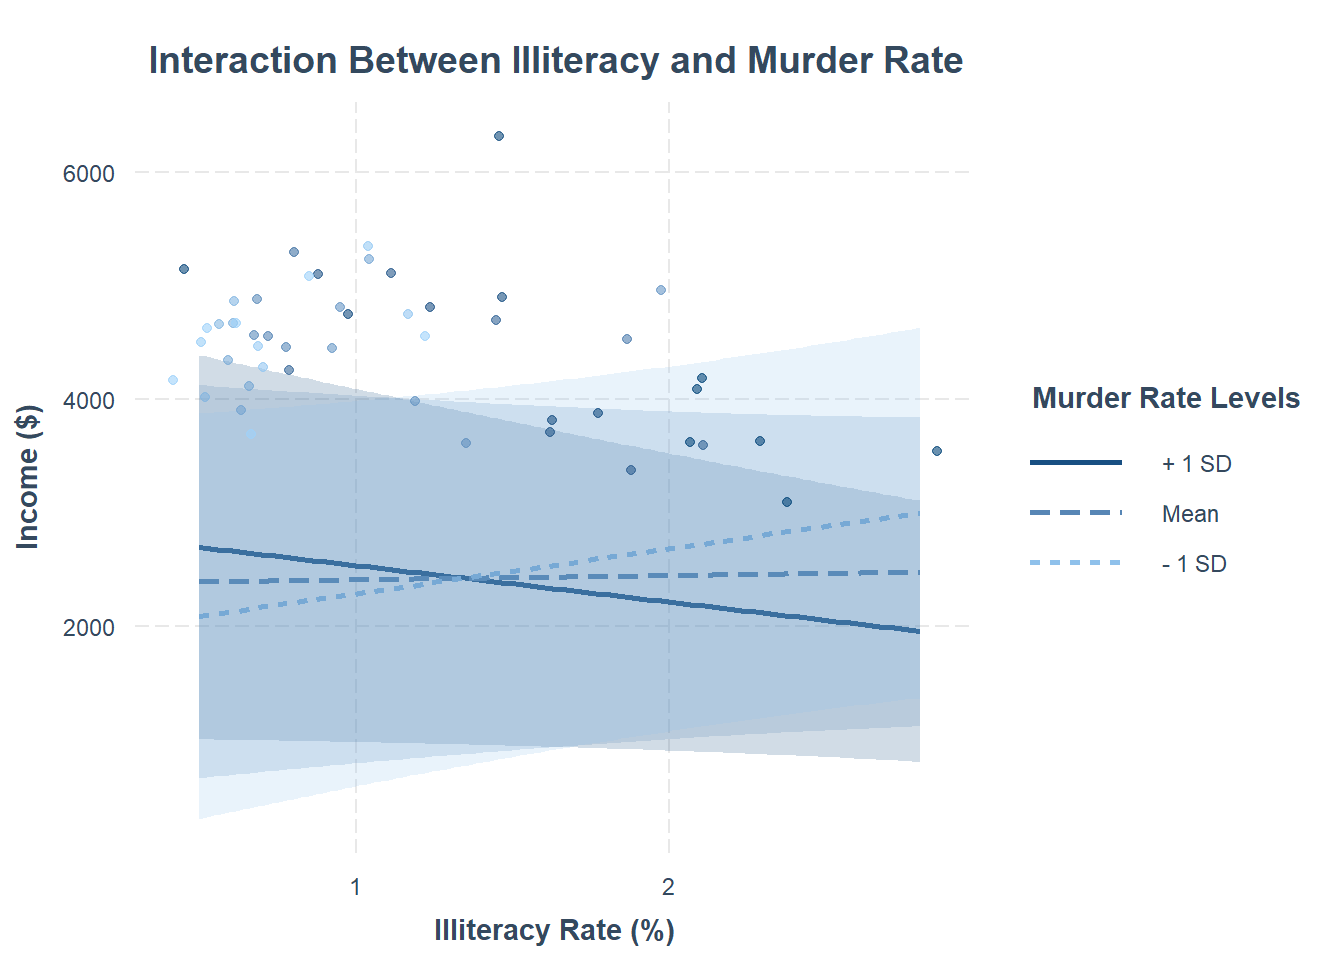 Interaction Between Illiteracy and Murder Rate
Income ($)
6000
4000
2000
1
2
Illiteracy Rate (%)
Murder Rate Levels
+ 1 SD
Mean
- 1 SD